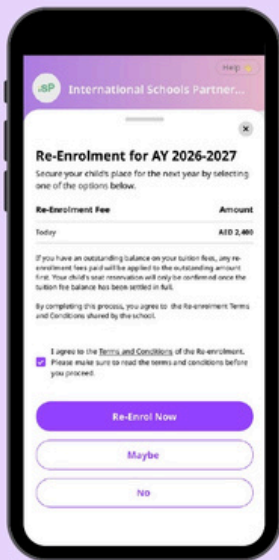 Help
iSP
International Schools Partner...
Re-Enrolment for AY 2026-2027
Secure your child's place for the next year by selecting
one of the options below.
Re-Enrolment Fee Amount
Today AED 2,400
If you have an outstanding balance on your tuition fees, any re-
enrolment fees paid will be applied to the outstanding amount
first. Your child's seat reservation will only be confirmed once the
tuition fee balance has been settled in full.
By completing this process, you agree to the Re-enrolment Terms
and Conditions shared by the school.
I agree to the Terms and Conditions of the Re-enrolment.
Please make sure to read the terms and conditions before
you proceed.
Re-Enrol Now
Maybe
No